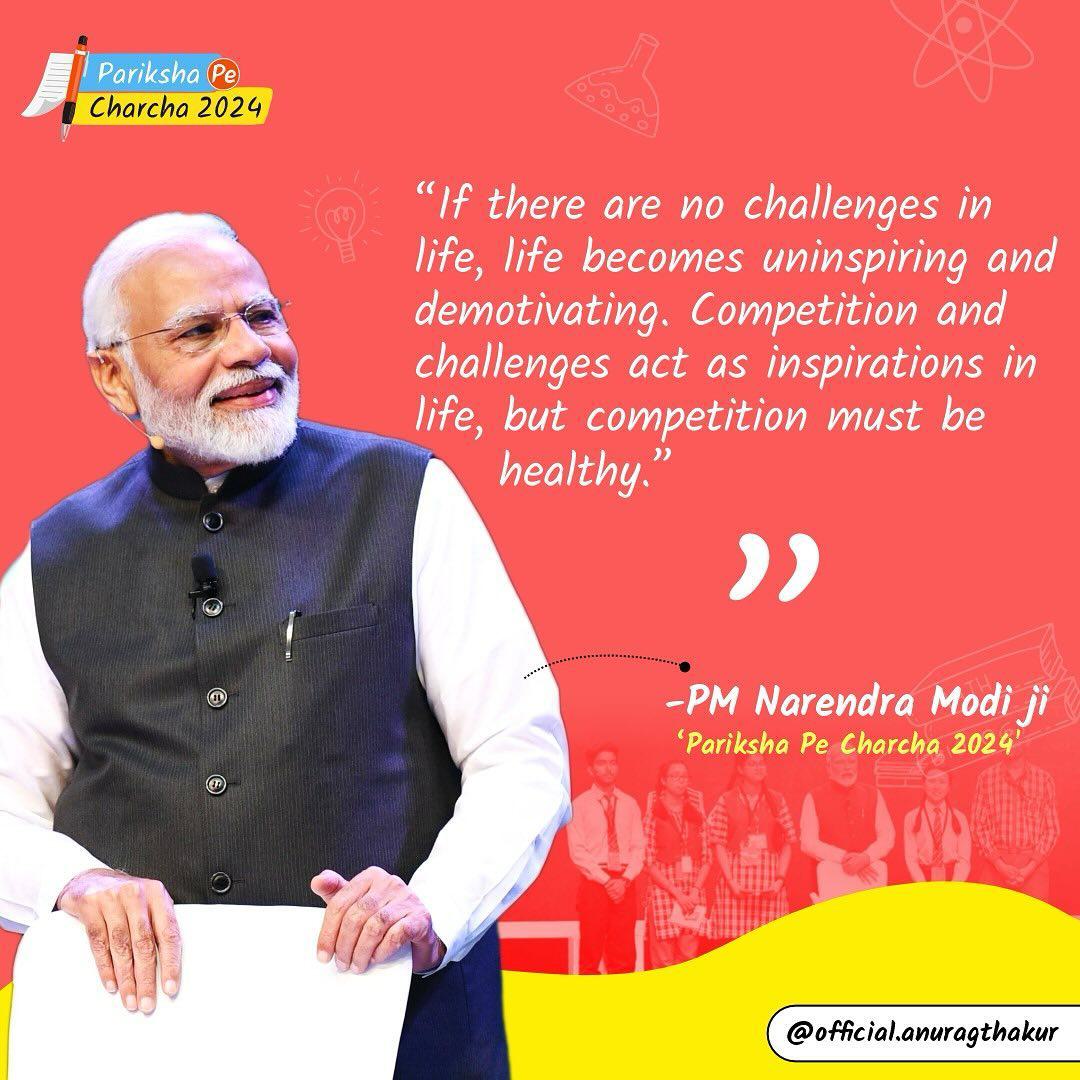 Pariksha Pe
Charcha 2024
“If there are no challenges in
life, life becomes uninspiring and
demotivating. Competition and
challenges act as inspirations in
life, but competition must be
healthy.”
”
-PM Narendra Modi ji
‘Pariksha Pe Charcha 2024'
@official.anuragthakur